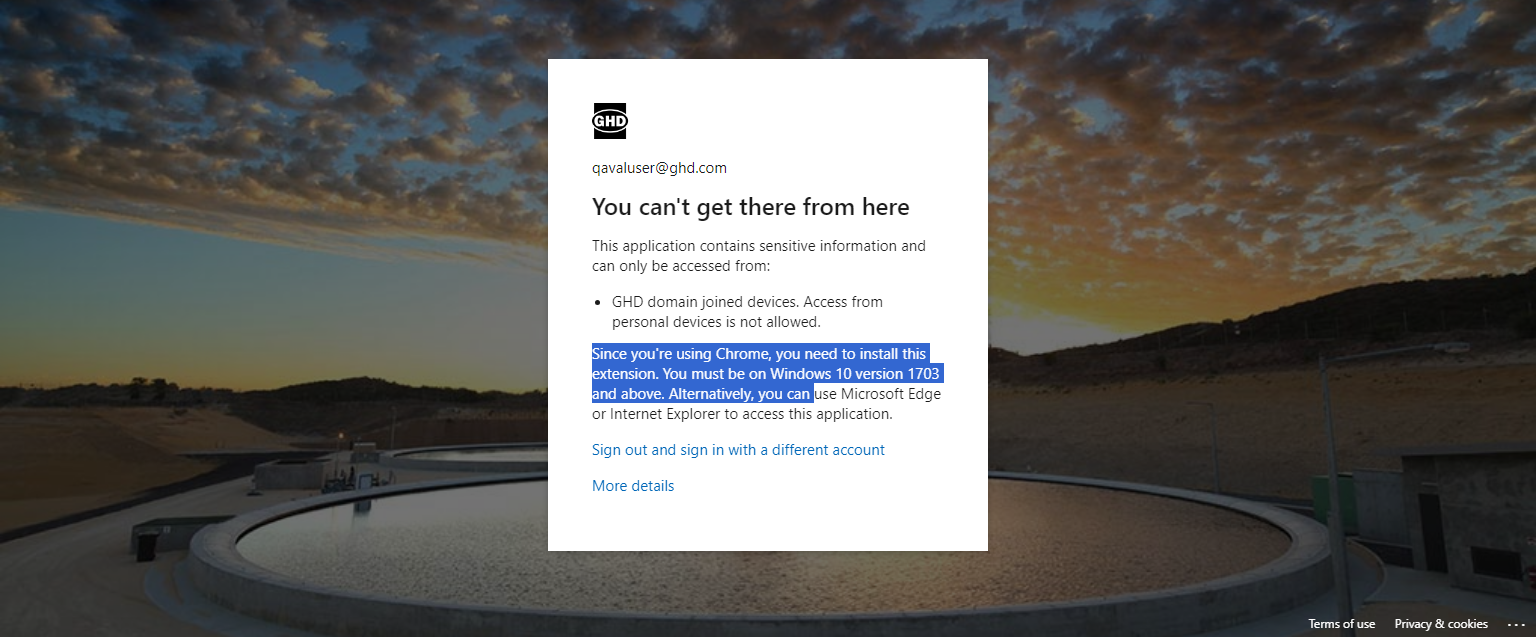 GHD
qavaluser@ghd.com
You can't get there from here
This application contains sensitive information and
can only be accessed from:
• GHD domain joined devices. Access from
personal devices is not allowed.
Since you're using Chrome, you need to install this
extension. You must be on Windows 10 version 1703
and above. Alternatively, you can use Microsoft Edge
or Internet Explorer to access this application.
Sign out and sign in with a different account
More details
Terms of use Privacy & cookies ...